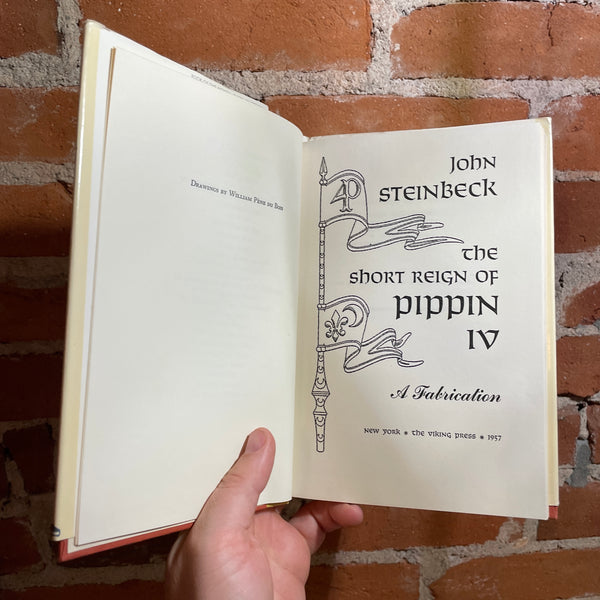 Drawings by William Pène du Bois
John
Steinbeck
the
short reign of
pippin
IV
4P
A Fabrication
New York • The Viking Press • 1957